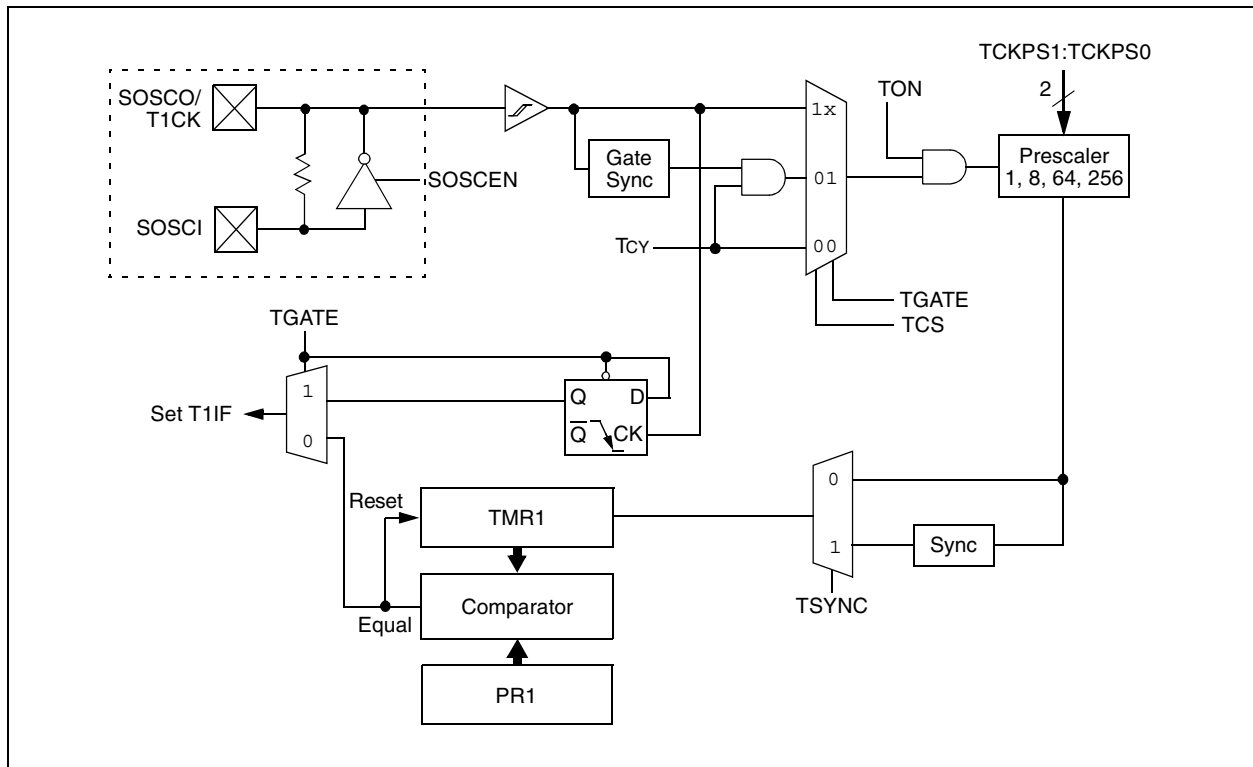 TCKPS1:TCKPS0
2
TON
SOSCO/
T1CK
1x
Gate
Sync
Prescaler
1, 8, 64, 256
SOSCEN
01
SOSCI
TCY
00
TGATE
TCS
TGATE
1
Q
D
Set T1IF
Q
CK
0
0
Reset
TMR1
1
Sync
TSYNC
Comparator
Equal
PR1